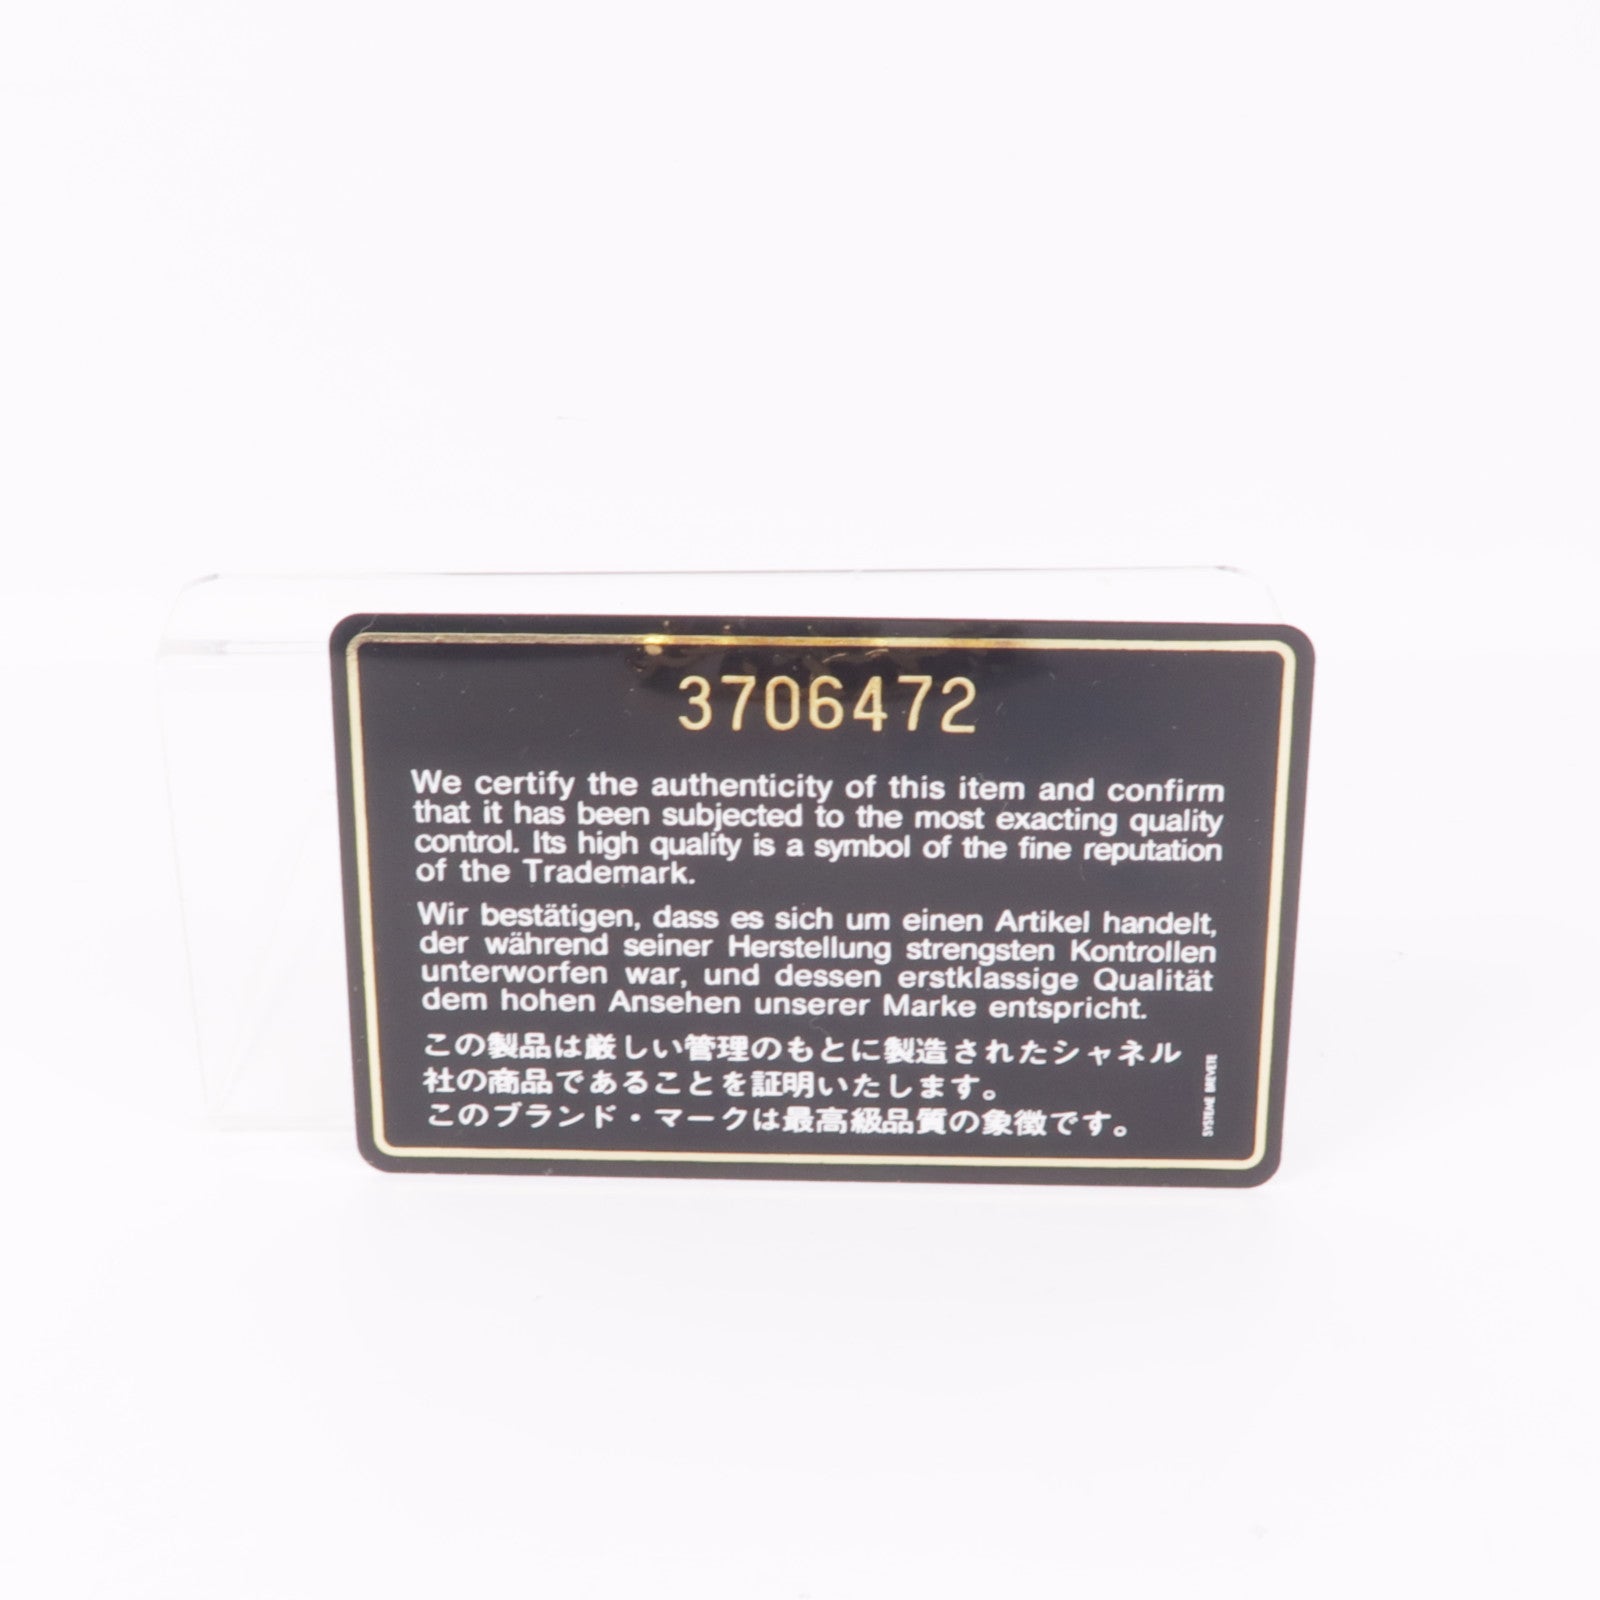 3706472
We certify the authenticity of this item and confirm
that it has been subjected to the most exacting quality
control. Its high quality is a symbol of the fine reputation
of the Trademark.
Wir bestätigen, dass es sich um einen Artikel handelt,
der während seiner Herstellung strengsten Kontrollen
unterworfen war, und dessen erstklassige Qualität
dem hohen Ansehen unserer Marke entspricht.
この製品は厳しい管理のもとに製造されたシャネル
社の商品であることを証明いたします。
このブランド・マークは最高級品質の象徴です。
SYSTEME BREVETE